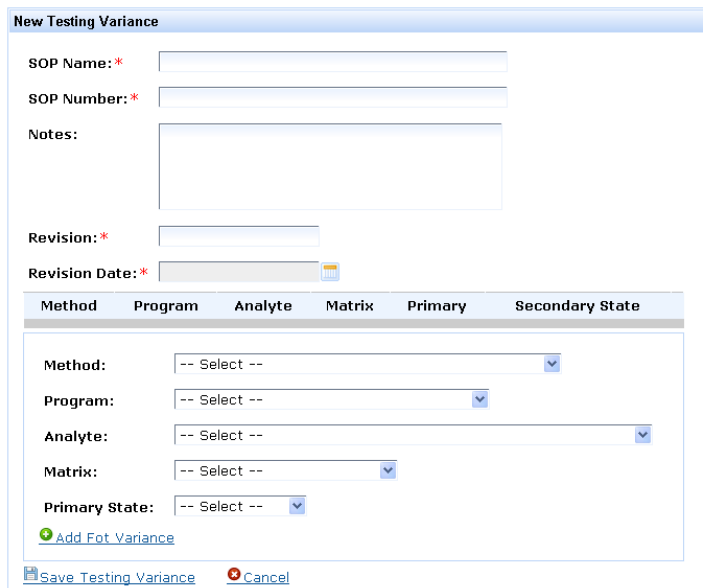 New Testing Variance
SOP Name:*
SOP Number:*
Notes:
Revision:*
Revision Date:*
Method Program Analyte Matrix Primary Secondary State
Method: -- Select --
Program: -- Select --
Analyte: -- Select --
Matrix: -- Select --
Primary State: -- Select --
Add Fot Variance
Save Testing Variance Cancel